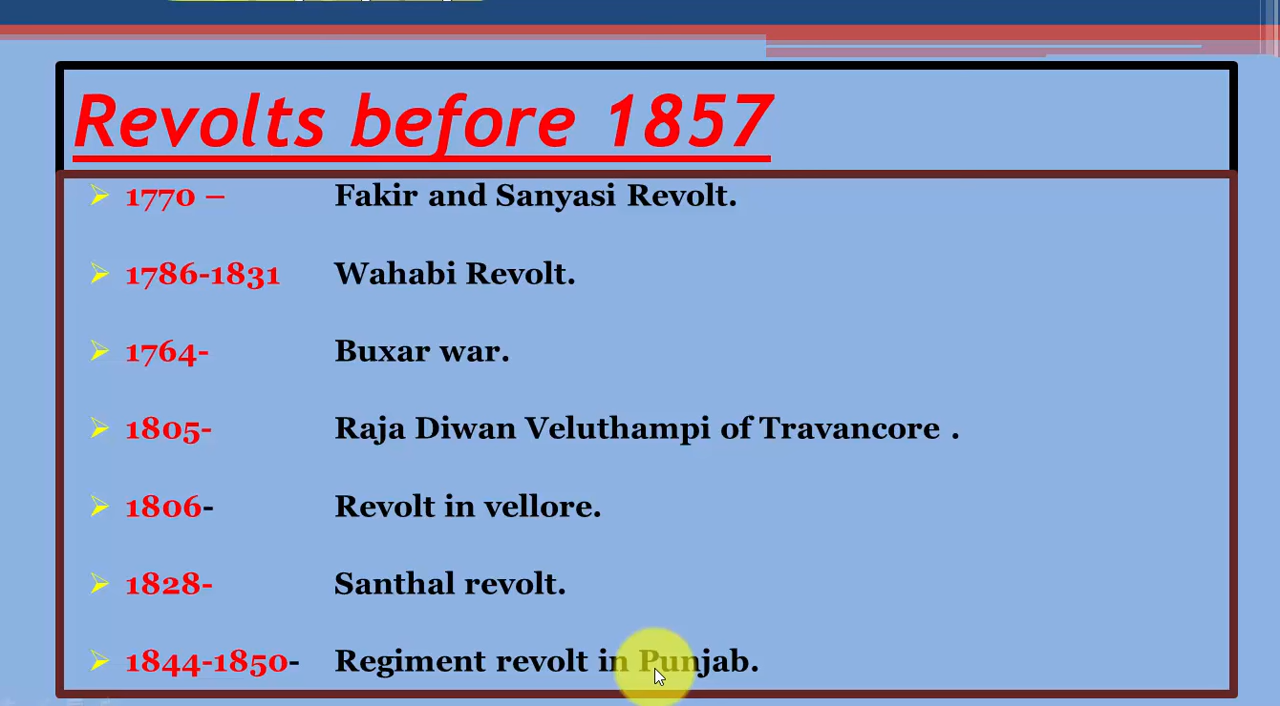 Revolts before 1857
1770 – Fakir and Sanyasi Revolt.
1786-1831 Wahabi Revolt.
1764- Buxar war.
1805- Raja Diwan Veluthampi of Travancore .
1806- Revolt in vellore.
1828- Santhal revolt.
1844-1850- Regiment revolt in Punjab.